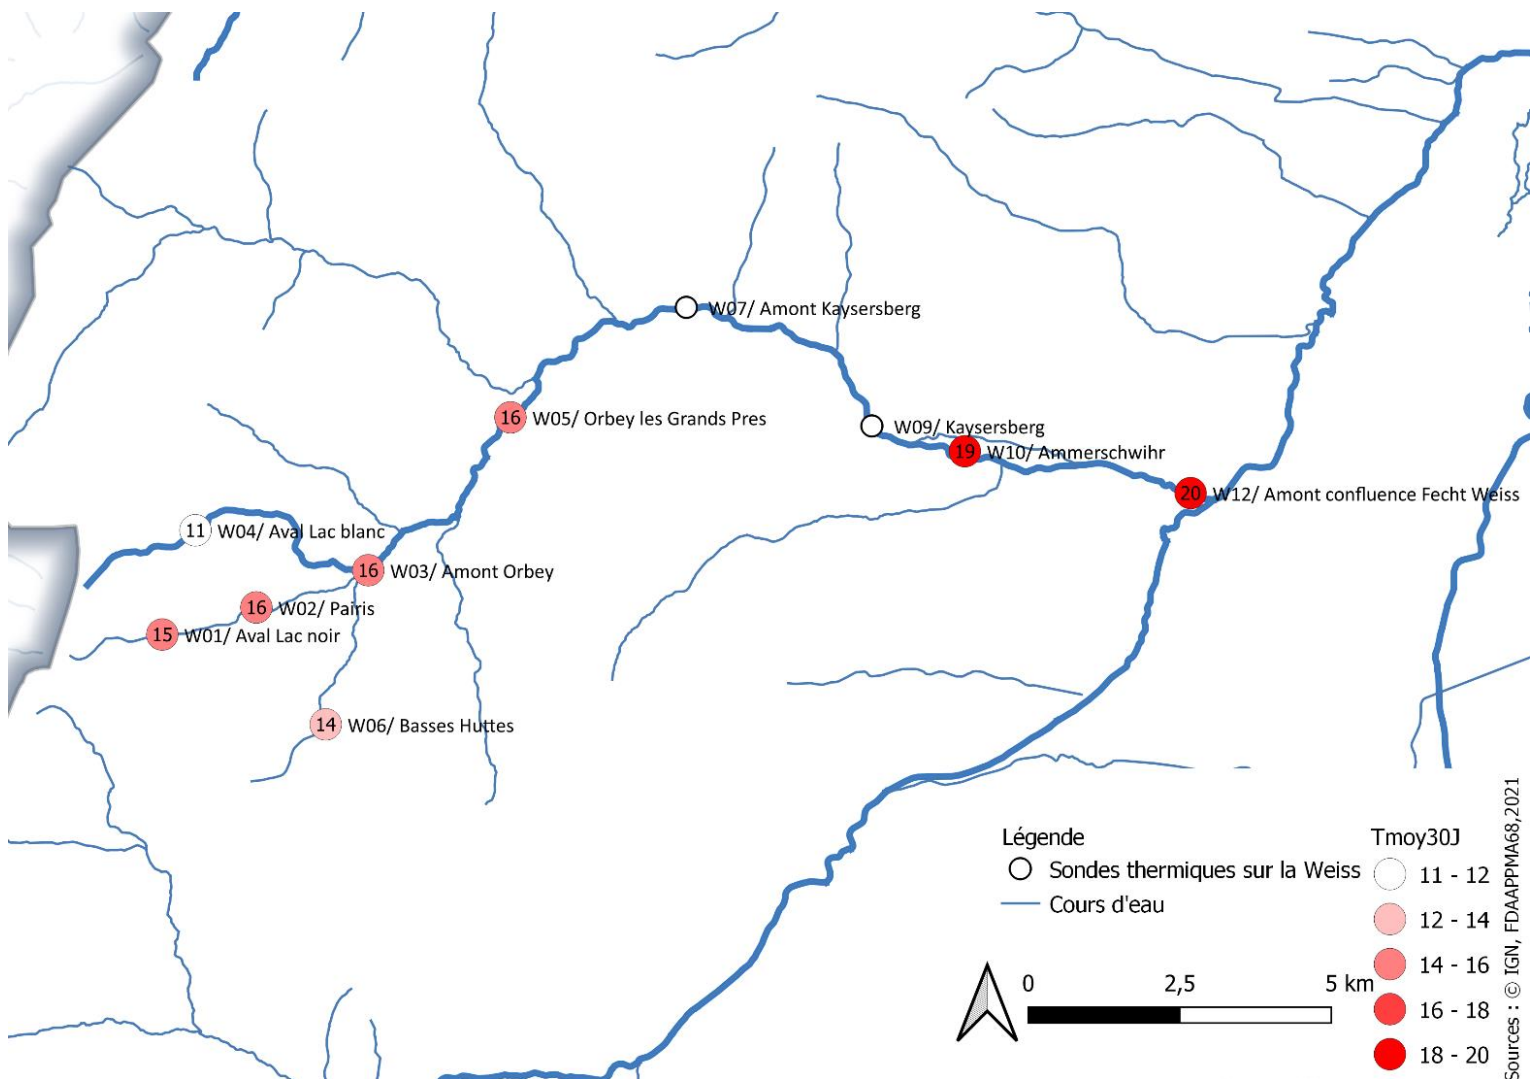 W07/ Amont Kaysersberg
16 W05/ Orbey les Grands Pres
W09/ Kaysersberg
19 W10/ Ammerschwihr
20 W12/ Amont confluence Fecht Weiss
11 W04/ Aval Lac blanc
16 W03/ Amont Orbey
16 W02/ Pairis
15 W01/ Aval Lac noir
14 W06/ Basses Huttes
Légende
Sondes thermiques sur la Weiss
Cours d'eau
0 2,5 5 km
Tmoy30J
11 - 12
12 - 14
14 - 16
16 - 18
18 - 20
Sources : © IGN, FDAAPPMA68,2021